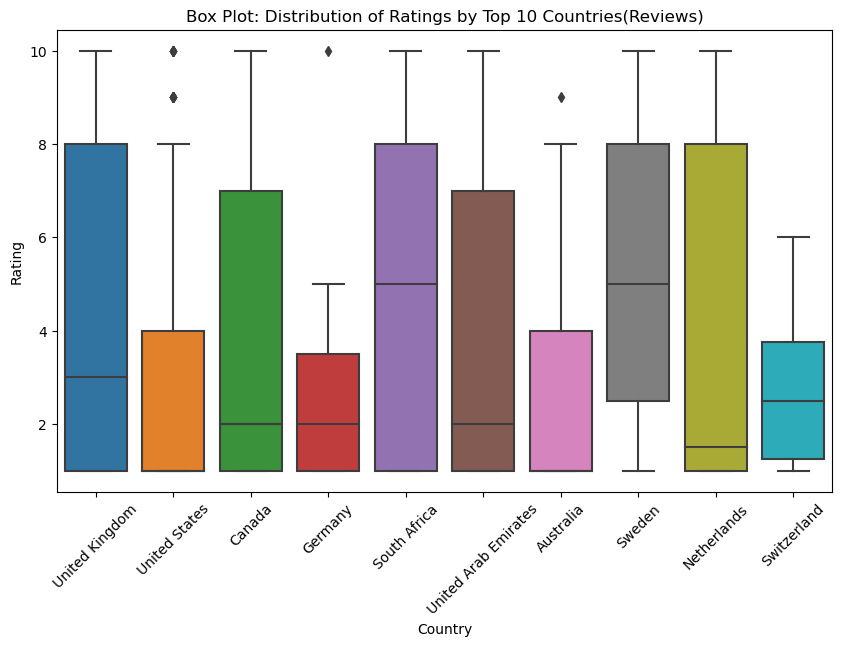 Box Plot: Distribution of Ratings by Top 10 Countries(Reviews)
Rating
10
8
6
4
2
United Kingdom
United States
Canada
Germany
South Africa
United Arab Emirates
Australia
Sweden
Netherlands
Switzerland
Country